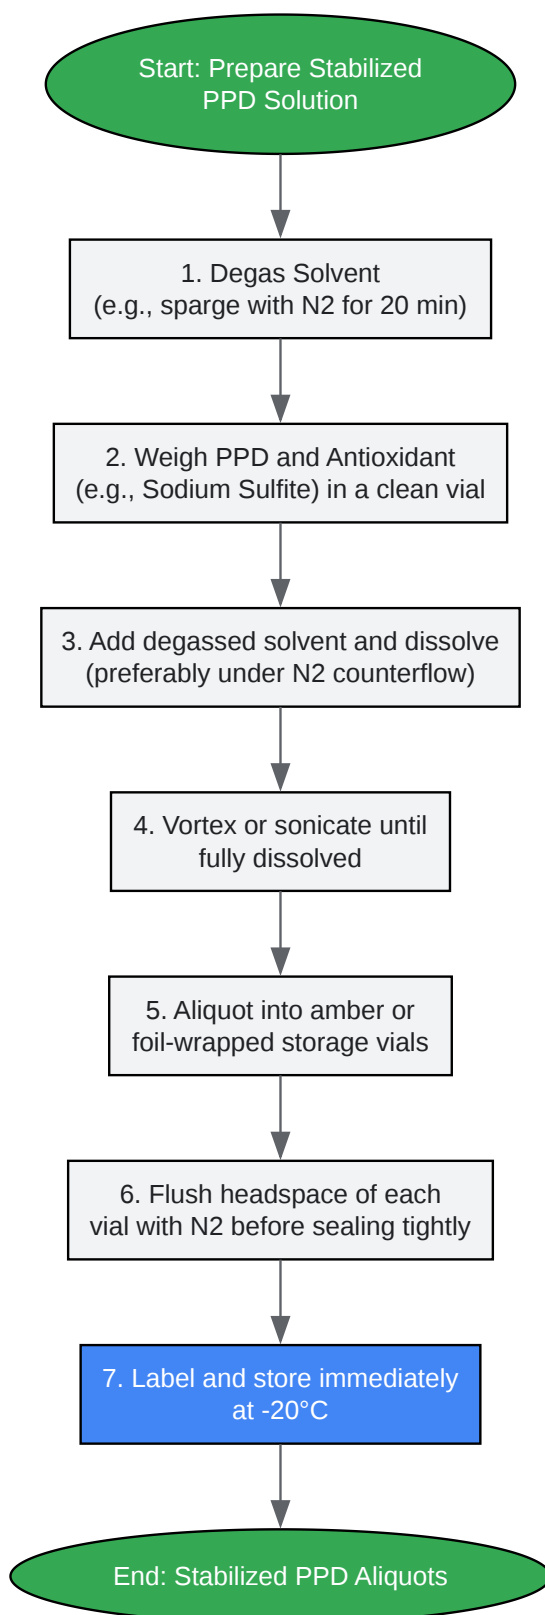 Start: Prepare Stabilized
PPD Solution
1. Degas Solvent
(e.g., sparge with N2 for 20 min)
2. Weigh PPD and Antioxidant
(e.g., Sodium Sulfite) in a clean vial
3. Add degassed solvent and dissolve
(preferably under N2 counterflow)
4. Vortex or sonicate until
fully dissolved
5. Aliquot into amber or
foil-wrapped storage vials
6. Flush headspace of each
vial with N2 before sealing tightly
7. Label and store immediately
at -20°C
End: Stabilized PPD Aliquots